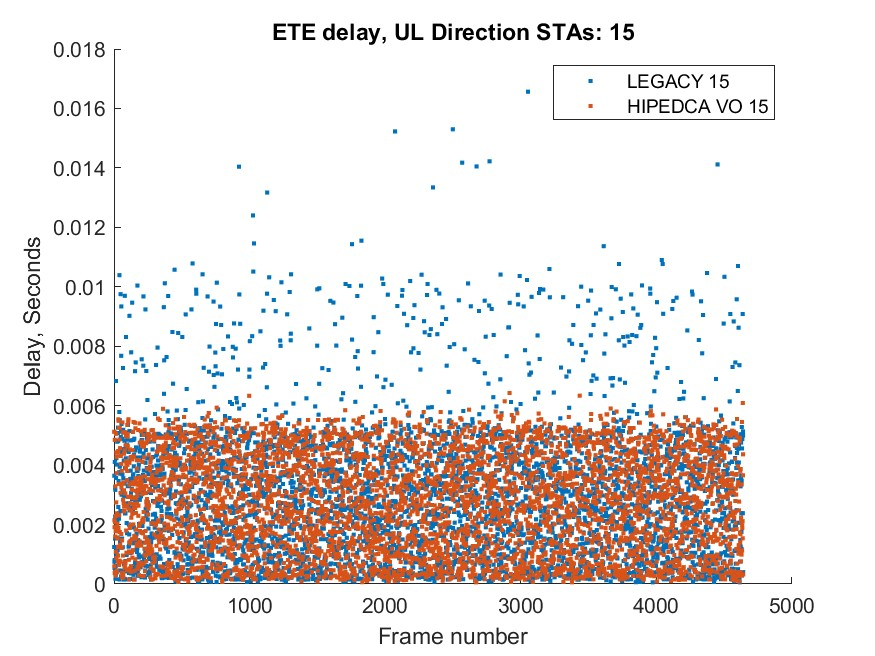 ETE delay, UL Direction STAs: 15
LEGACY 15
HIPEDCA VO 15
0.018
0.016
0.014
0.012
0.01
0.008
0.006
0.004
0.002
0
Delay, Seconds
0 1000 2000 3000 4000 5000
Frame number